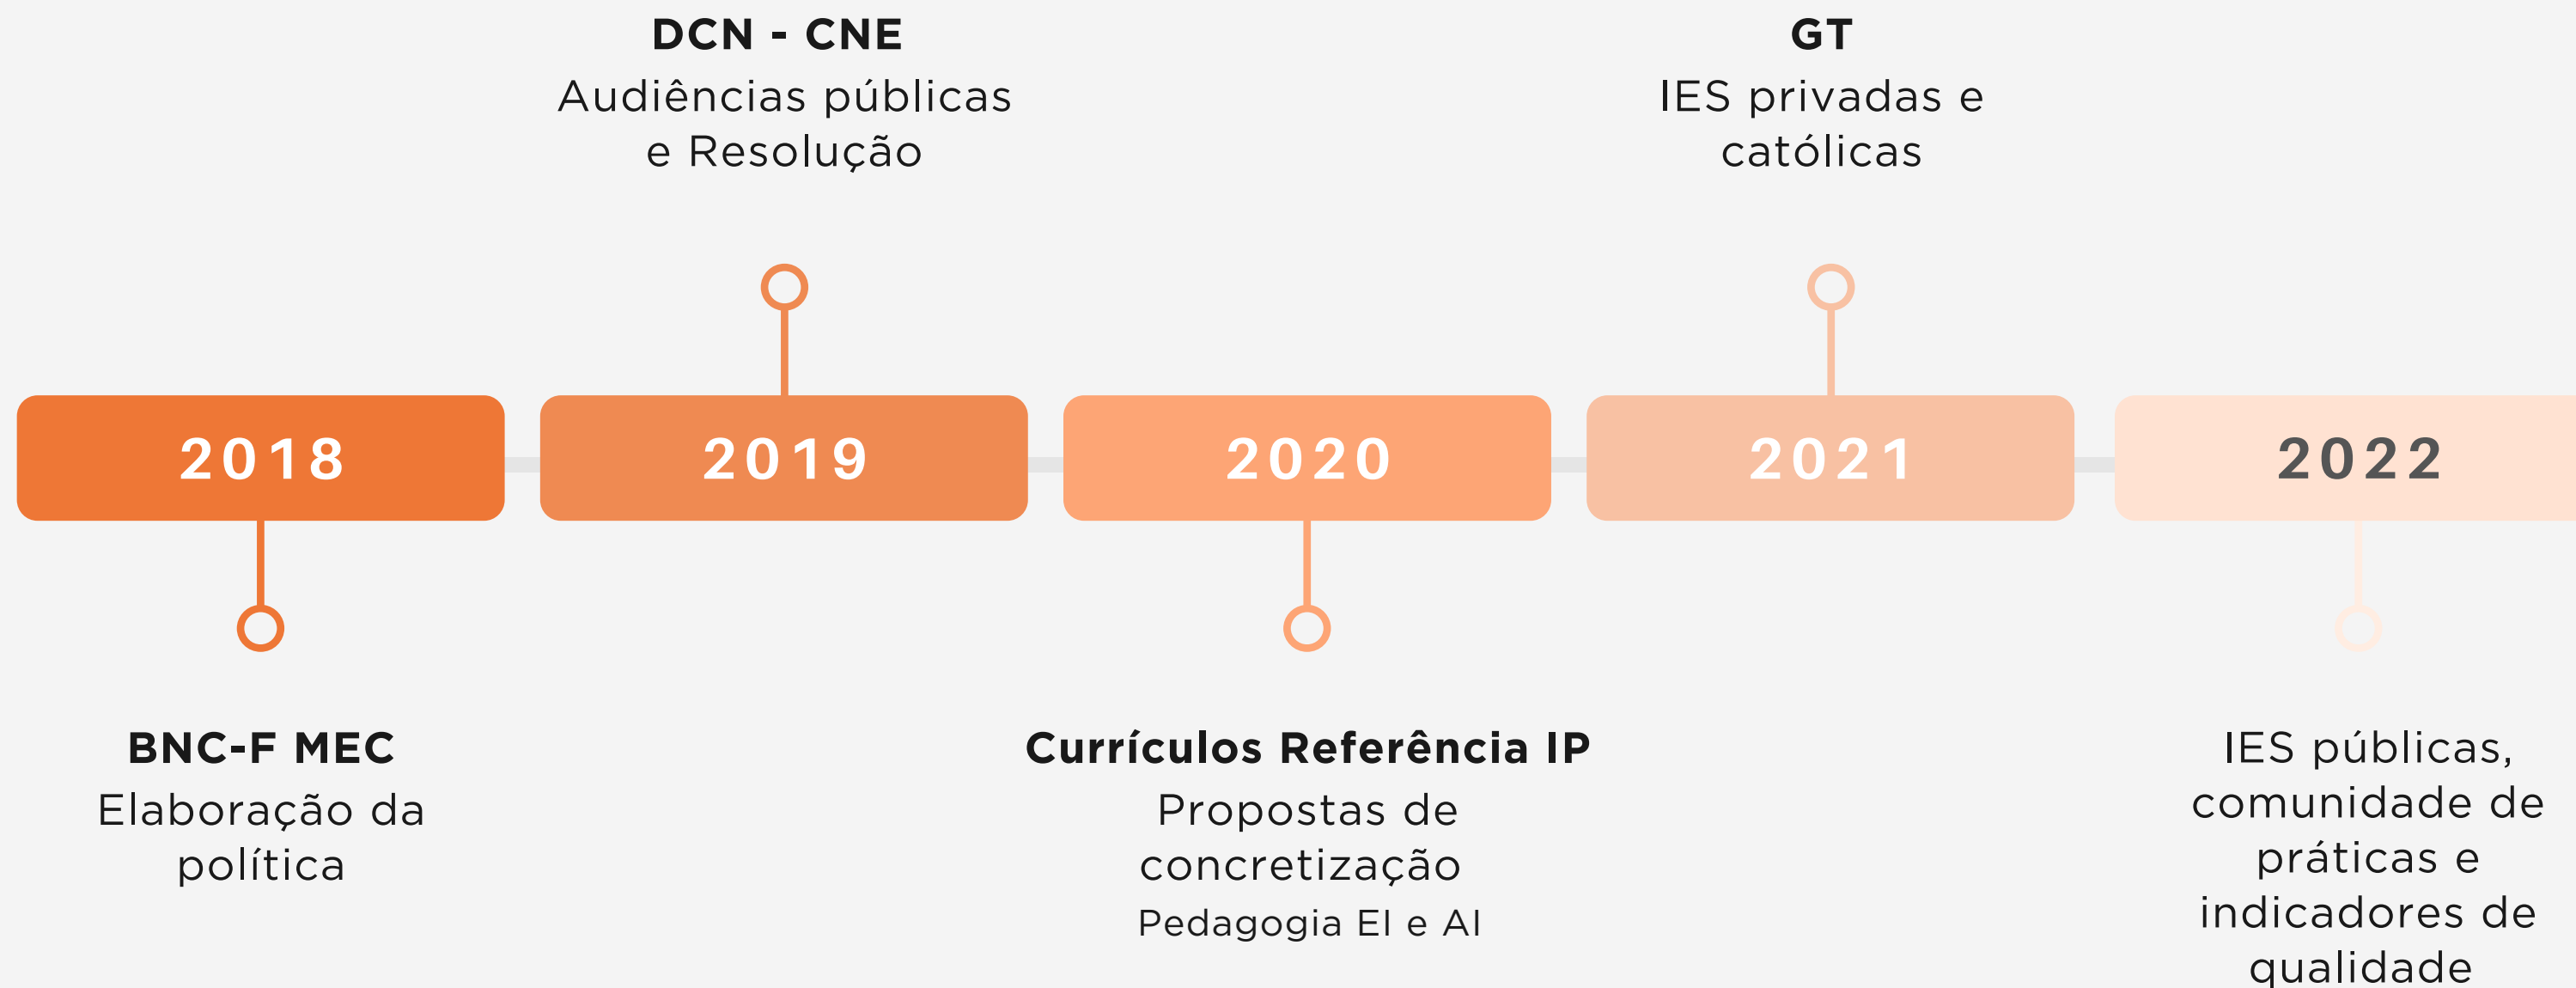 DCN - CNE
Audiências públicas
e Resolução
GT
IES privadas e
católicas
2018
2019
2020
2021
2022
BNC-F MEC
Elaboração da
política
Currículos Referência IP
Propostas de
concretização
Pedagogia EI e AI
IES públicas,
comunidade de
práticas e
indicadores de
qualidade